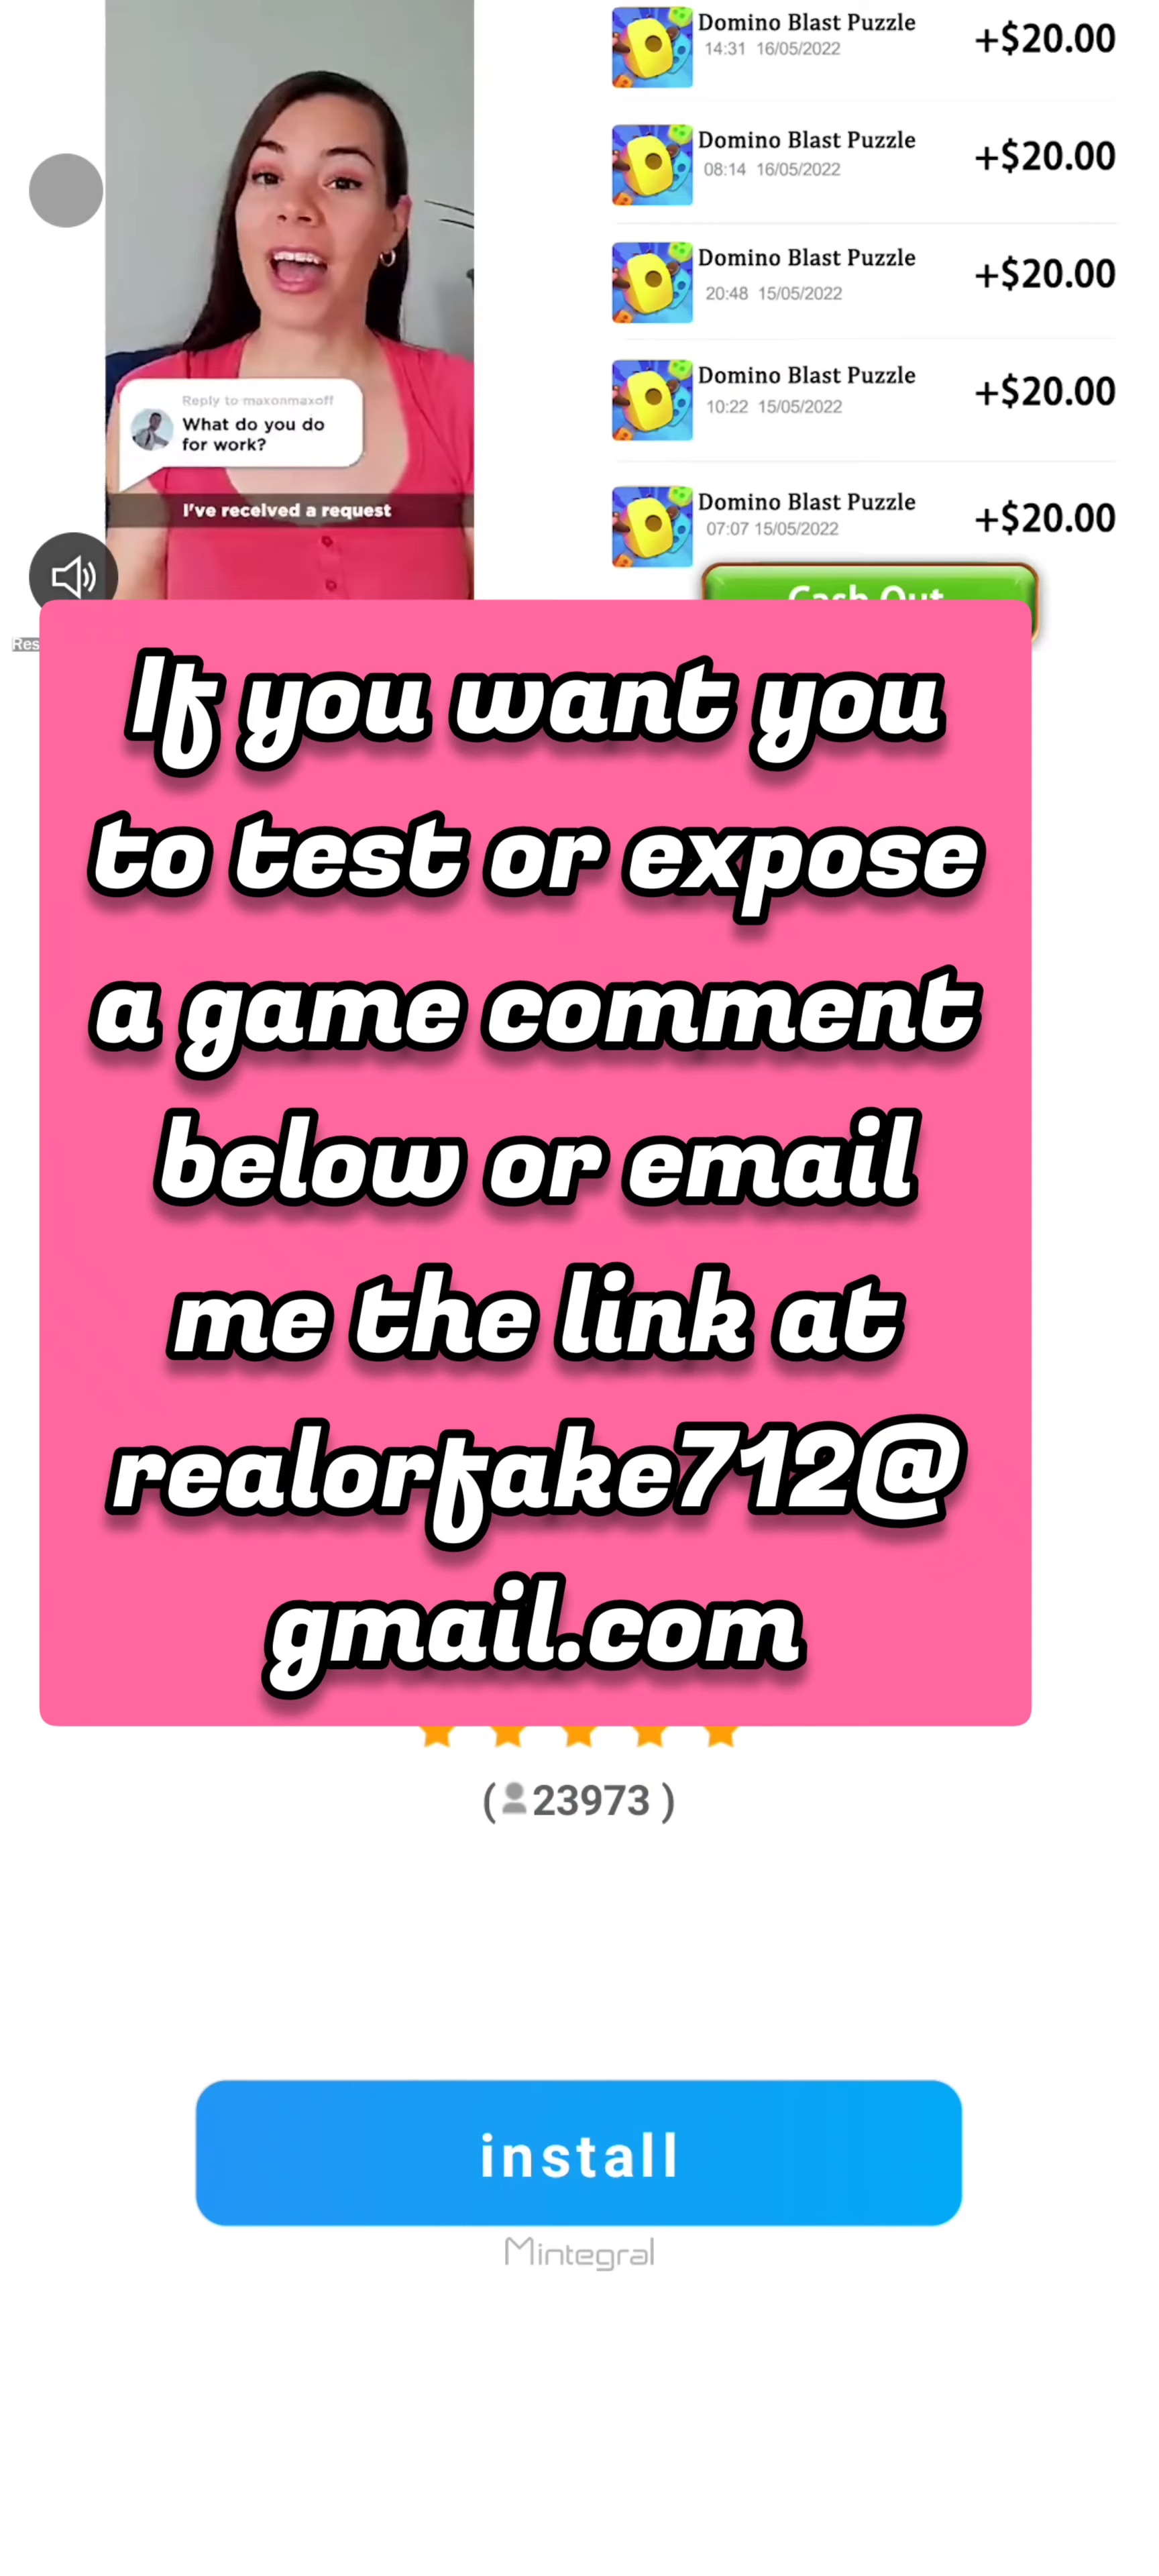 Domino Blast Puzzle
14:31 16/05/2022
+$20.00
Domino Blast Puzzle
08:14 16/05/2022
+$20.00
Domino Blast Puzzle
20:48 15/05/2022
+$20.00
Domino Blast Puzzle
10:22 15/05/2022
+$20.00
Domino Blast Puzzle
07:07 15/05/2022
+$20.00
Cash Out
Reply to maxonmaxoff
What do you do
for work?
I've received a request
Res
If you want you
to test or expose
a game comment
below or email
me the link at
realorfake712@
gmail.com
(23973)
install
Mintegral